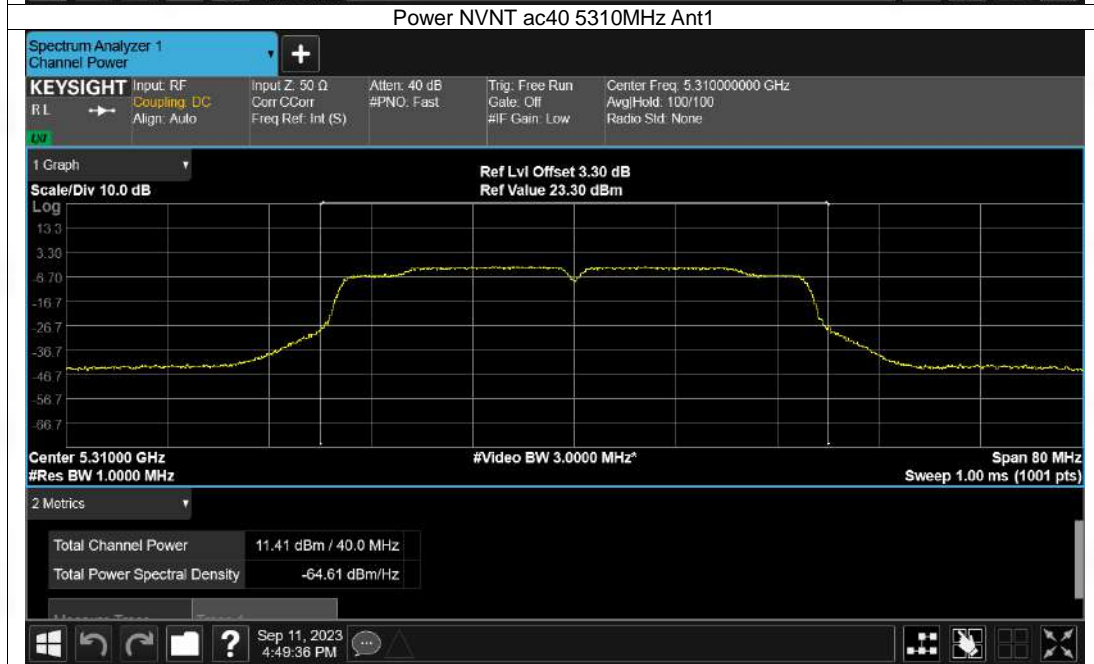 Power NVNT ac40 5310MHz Ant1
Spectrum Analyzer 1
Channel Power
KEYSIGHT
Input: RF
Coupling: DC
Align: Auto
Input Z: 50 Ω
Corr CCorr
Freq Ref: Int (S)
Atten: 40 dB
#PNO: Fast
Trig: Free Run
Gate: Off
#IF Gain: Low
Center Freq: 5.310000000 GHz
Avg|Hold: 100/100
Radio Std: None
R L
1 Graph
Ref Lvl Offset 3.30 dB
Scale/Div 10.0 dB
Ref Value 23.30 dBm
Log
13.3
3.30
-6.70
-16.7
-26.7
-36.7
-46.7
-56.7
-66.7
Center 5.31000 GHz
#Video BW 3.0000 MHz*
Span 80 MHz
#Res BW 1.0000 MHz
Sweep 1.00 ms (1001 pts)
2 Metrics
Total Channel Power 11.41 dBm / 40.0 MHz
Total Power Spectral Density -64.61 dBm/Hz
?
Sep 11, 2023
4:49:36 PM